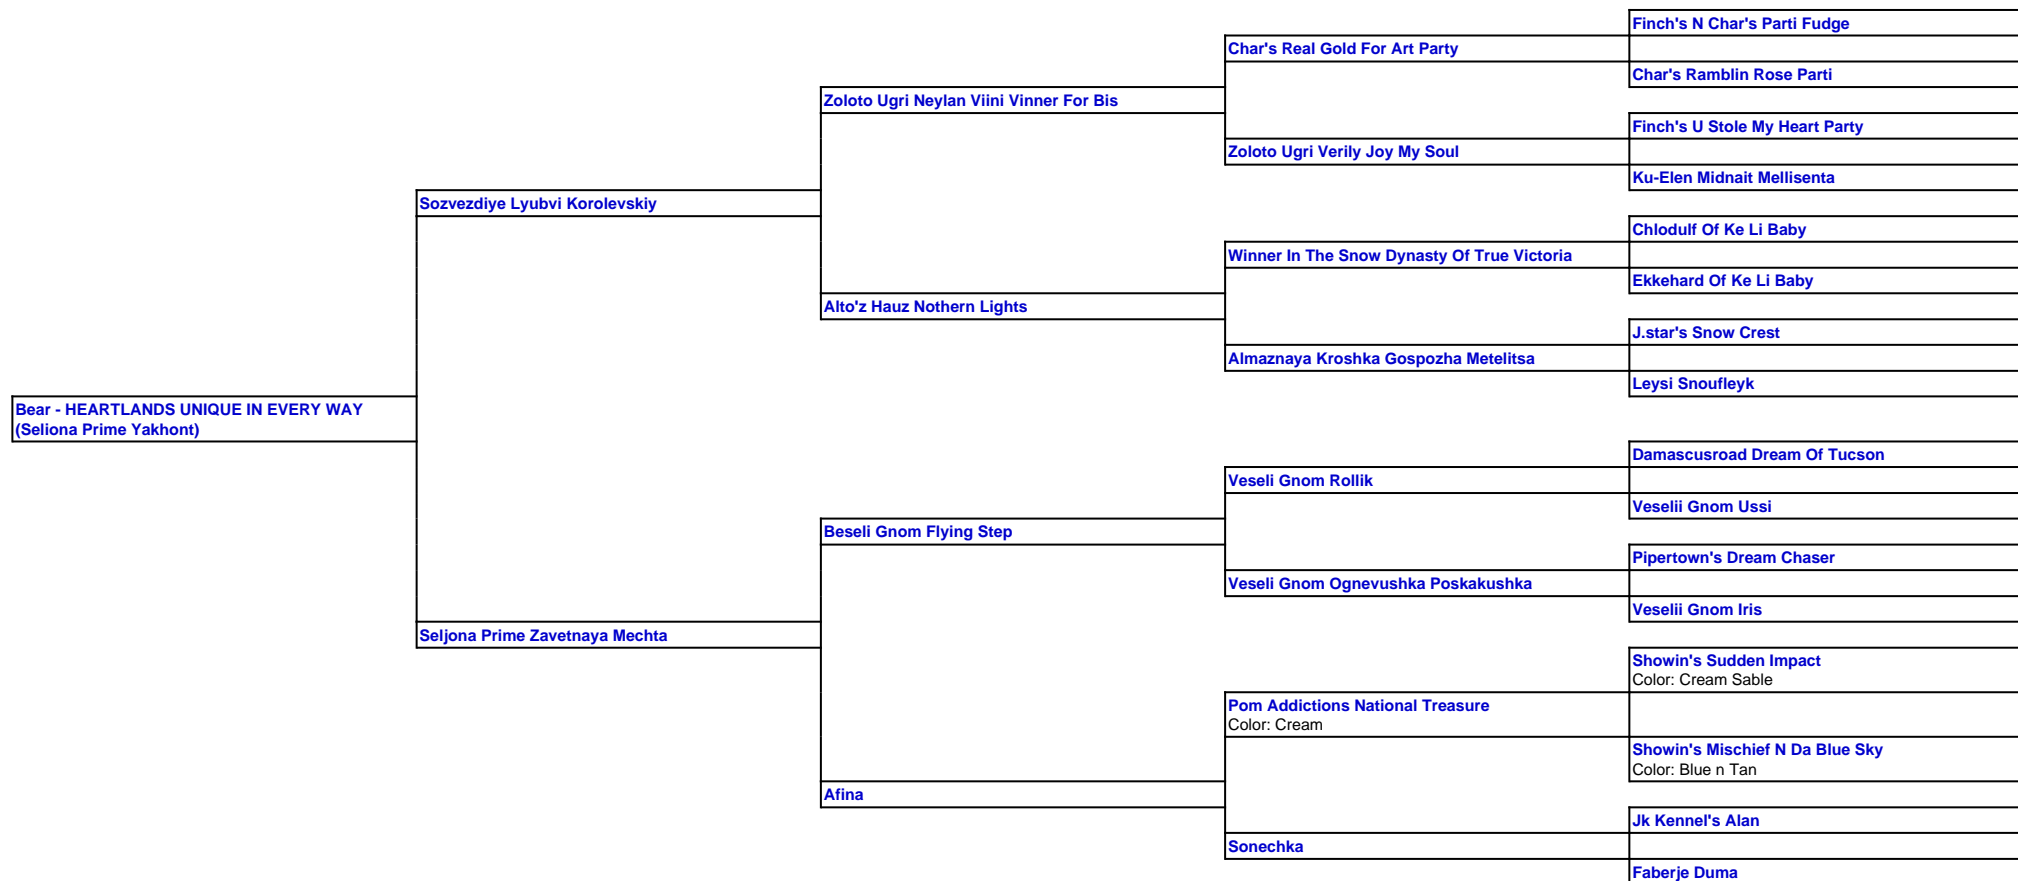 Finch's N Char's Parti Fudge
Char's Real Gold For Art Party
Char's Ramblin Rose Parti
Zoloto Ugri Neylan Viini Vinner For Bis
Finch's U Stole My Heart Party
Zoloto Ugri Verily Joy My Soul
Ku-Elen Midnait Mellisenta
Sozvezdiye Lyubvi Korolevskiy
Chlodulf Of Ke Li Baby
Winner In The Snow Dynasty Of True Victoria
Ekkehard Of Ke Li Baby
Alto'z Hauz Nothern Lights
J.star's Snow Crest
Almaznaya Kroshka Gospozha Metelitsa
Leysi Snoufleyk
Bear - HEARTLANDS UNIQUE IN EVERY WAY
(Seliona Prime Yakhont)
Damascusroad Dream Of Tucson
Veseli Gnom Rollik
Veselii Gnom Ussi
Beseli Gnom Flying Step
Pipertown's Dream Chaser
Veseli Gnom Ognevushka Poskakushka
Veselii Gnom Iris
Seljona Prime Zavetnaya Mechta
Showin's Sudden Impact
Color: Cream Sable
Pom Addictions National Treasure
Color: Cream
Showin's Mischief N Da Blue Sky
Color: Blue n Tan
Afina
Jk Kennel's Alan
Sonechka
Faberje Duma